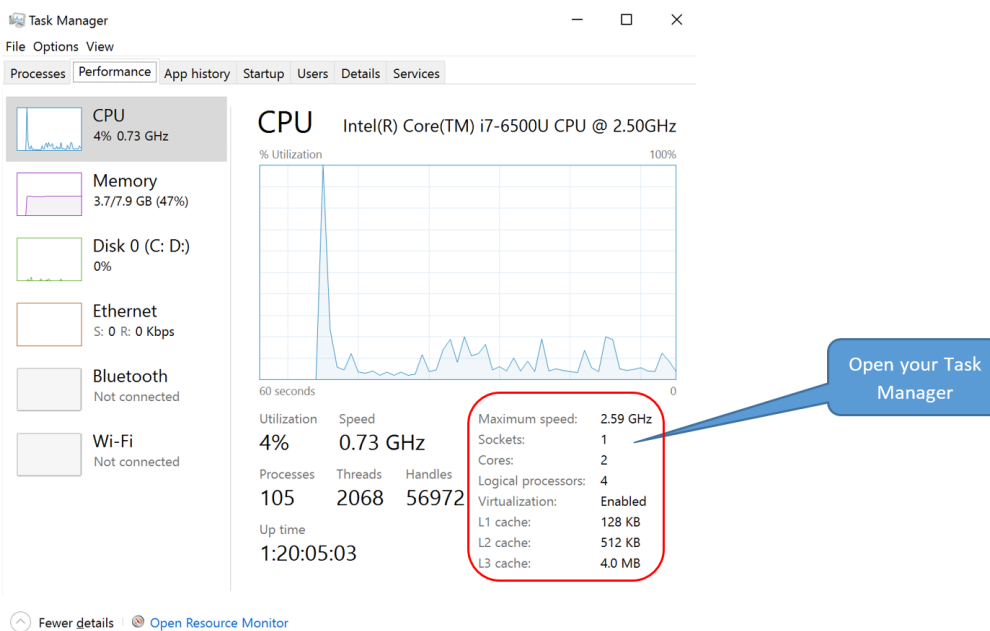 Task Manager
File Options View
Processes Performance App history Startup Users Details Services
CPU
4% 0.73 GHz
Memory
3.7/7.9 GB (47%)
Disk 0 (C: D:)
0%
Ethernet
S: 0 R: 0 Kbps
Bluetooth
Not connected
Wi-Fi
Not connected
CPU Intel(R) Core(TM) i7-6500U CPU @ 2.50GHz
% Utilization 100%
60 seconds 0
Utilization Speed
4% 0.73 GHz
Processes Threads Handles
105 2068 56972
Up time
1:20:05:03
Maximum speed: 2.59 GHz
Sockets: 1
Cores: 2
Logical processors: 4
Virtualization: Enabled
L1 cache: 128 KB
L2 cache: 512 KB
L3 cache: 4.0 MB
Open your Task
Manager
Fewer details Open Resource Monitor